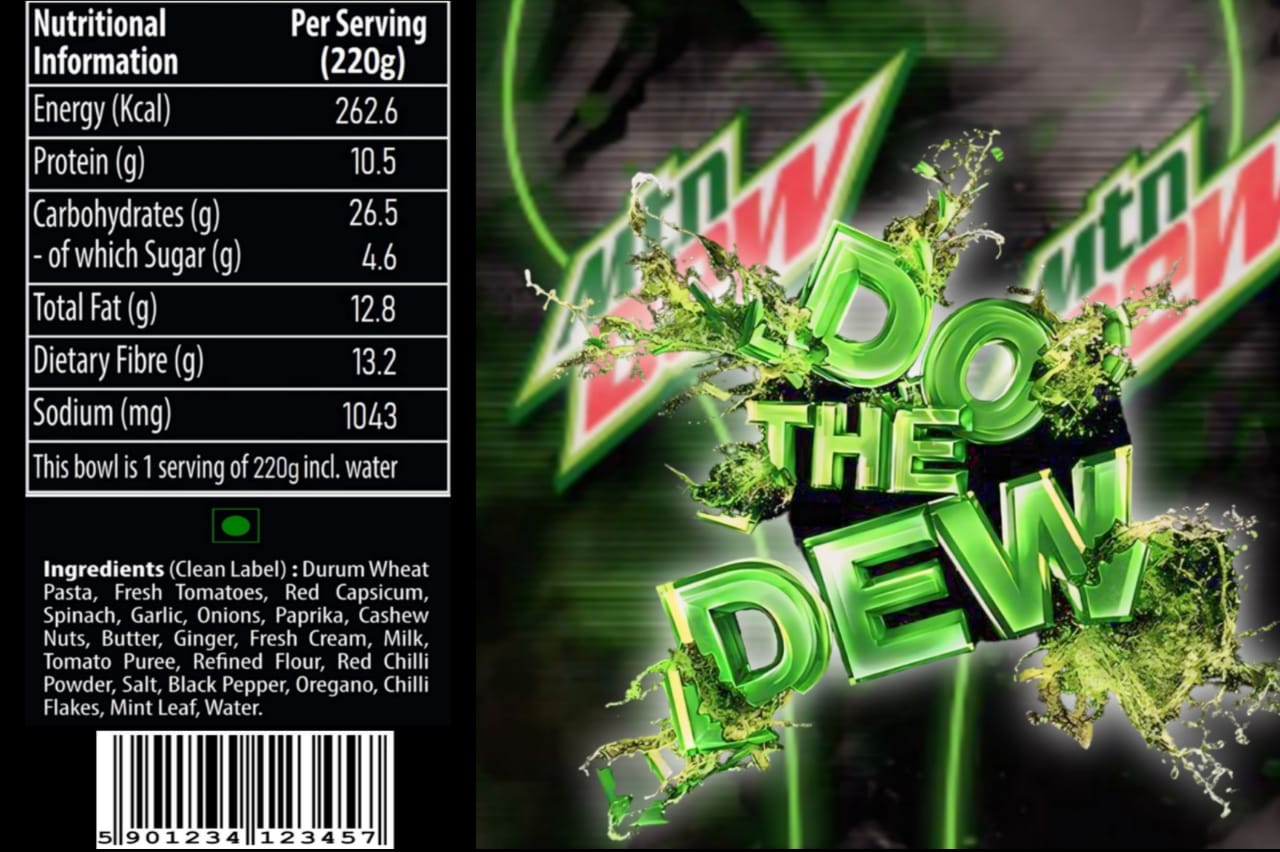 Nutritional Information Per Serving (220g)
Energy (Kcal) 262.6
Protein (g) 10.5
Carbohydrates (g) 26.5
- of which Sugar (g) 4.6
Total Fat (g) 12.8
Dietary Fibre (g) 13.2
Sodium (mg) 1043
This bowl is 1 serving of 220g incl. water
Ingredients (Clean Label) : Durum Wheat
Pasta, Fresh Tomatoes, Red Capsicum,
Spinach, Garlic, Onions, Paprika, Cashew
Nuts, Butter, Ginger, Fresh Cream, Milk,
Tomato Puree, Refined Flour, Red Chilli
Powder, Salt, Black Pepper, Oregano, Chilli
Flakes, Mint Leaf, Water.
5 901234 123457
Mtn
DEW
Mtn
DEW
DO
THE
DEW